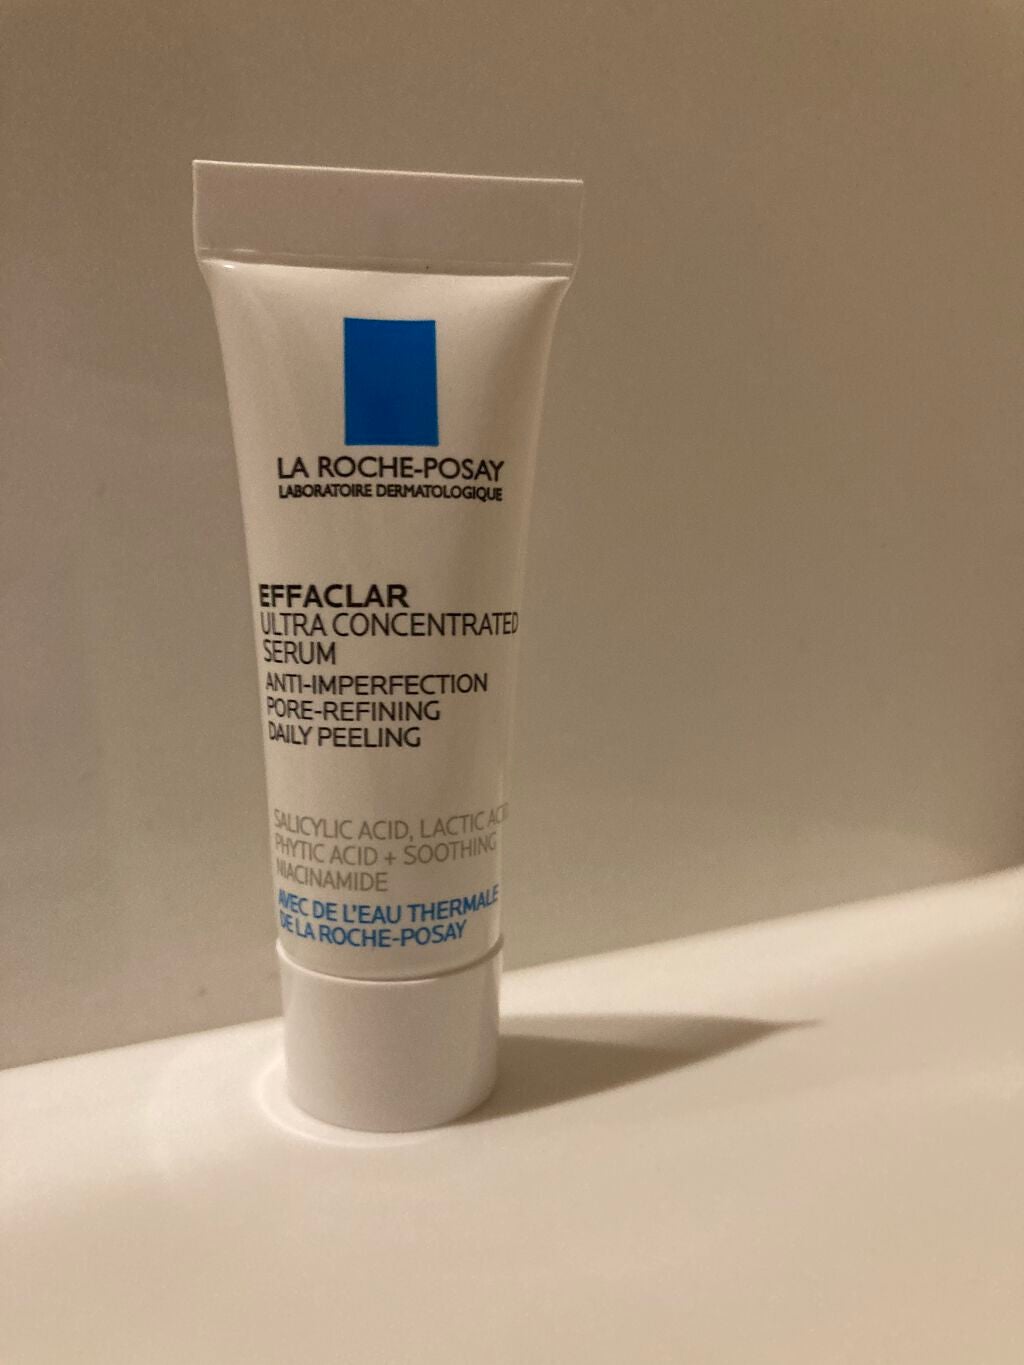 LA ROCHE-POSAY
LABORATOIRE DERMATOLOGIQUE
EFFACLAR
ULTRA CONCENTRATED
SERUM
ANTI-IMPERFECTION
PORE-REFINING
DAILY PEELING
SALICYLIC ACID, LACTIC ACID
PHYTIC ACID + SOOTHING
NIACINAMIDE
AVEC DE L'EAU THERMALE
DE LA ROCHE-POSAY